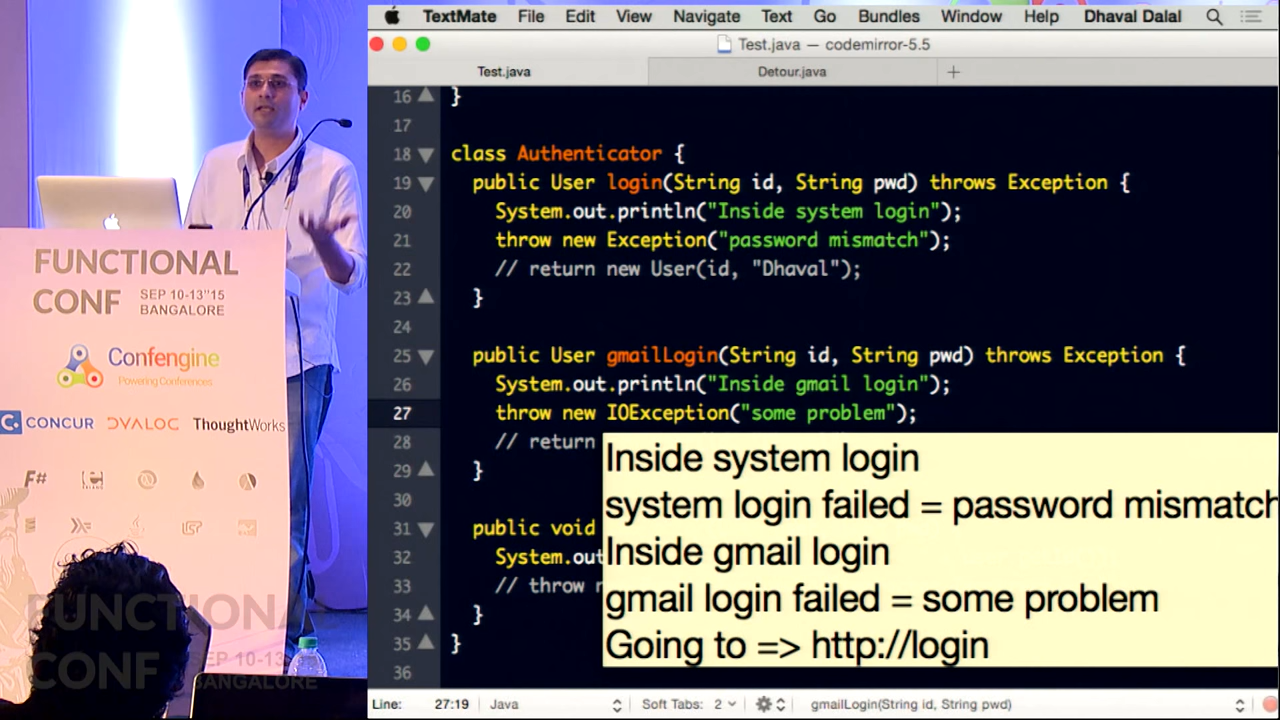 TextMate File Edit View Navigate Text Go Bundles Window Help Dhaval Dalal
Test.java — codemirror-5.5
Test.java Detour.java +
16 }
17
18 class Authenticator {
19 public User login(String id, String pwd) throws Exception {
20 System.out.println("Inside system login");
21 throw new Exception("password mismatch");
22 // return new User(id, "Dhaval");
23 }
24
25 public User gmailLogin(String id, String pwd) throws Exception {
26 System.out.println("Inside gmail login");
27 throw new IOException("some problem");
28 // return
29 }
30
31 public void
32 System.out
33 // throw
34 }
35 }
36
Inside system login
system login failed = password mismatch
Inside gmail login
gmail login failed = some problem
Going to => http://login
Line: 27:19 Java Soft Tabs: 2 gmailLogin(String id, String pwd)
FUNCTIONAL
CONF SEP 10-13"15
BANGALORE
Confengine
Powering Conferences
CONCUR DVALOC ThoughtWorks
F#
FUNCTIONA
CONF EP 10-13
BANGALORE